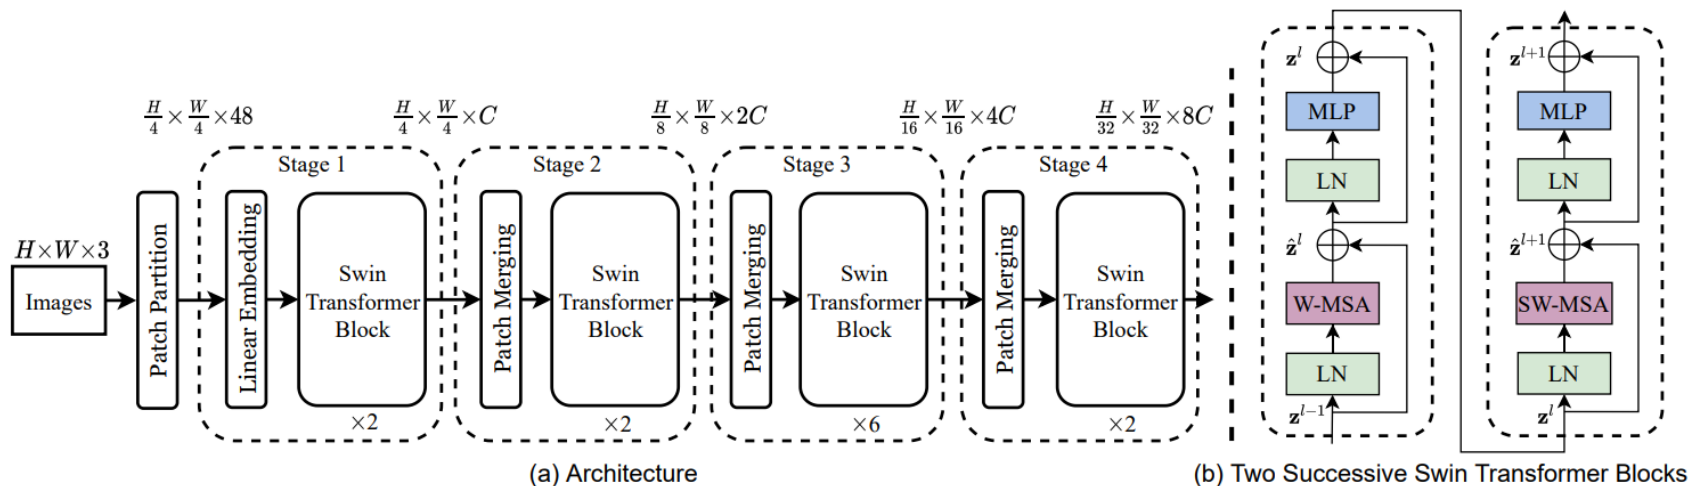 H/4 × W/4 × 48
H/4 × W/4 × C
H/8 × W/8 × 2C
H/16 × W/16 × 4C
H/32 × W/32 × 8C
H×W×3
Images
Patch Partition
Stage 1
Linear Embedding
Swin
Transformer
Block
×2
Stage 2
Patch Merging
Swin
Transformer
Block
×2
Stage 3
Patch Merging
Swin
Transformer
Block
×6
Stage 4
Patch Merging
Swin
Transformer
Block
×2
(a) Architecture
z^l
MLP
LN
ẑ^l
W-MSA
LN
z^{l-1}
z^{l+1}
MLP
LN
ẑ^{l+1}
SW-MSA
LN
z^l
(b) Two Successive Swin Transformer Blocks